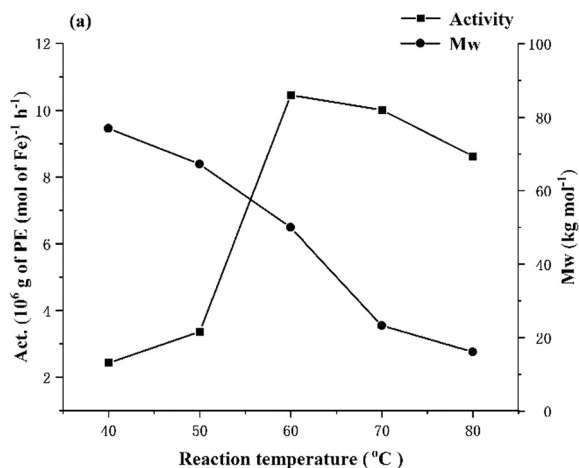 (a)
Activity
Mw
12
10
8
6
4
2
Act. (10⁶ g of PE (mol of Fe)⁻¹ h⁻¹)
100
80
60
40
20
0
Mw (kg mol⁻¹)
40 50 60 70 80
Reaction temperature (°C)